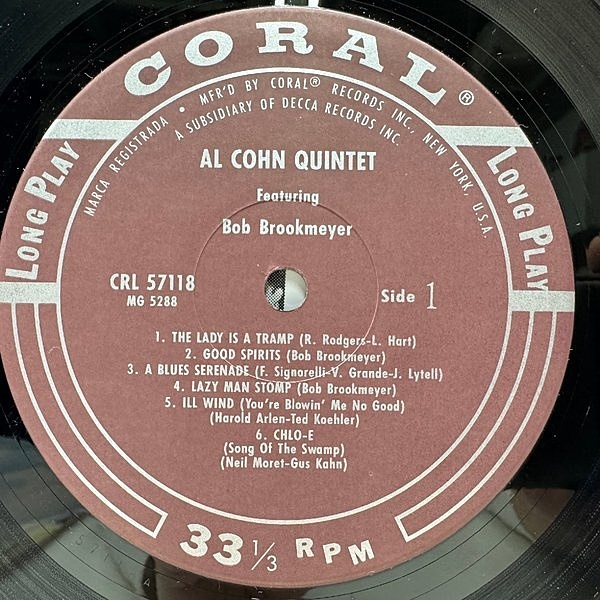 CORAL®
MARCA REGISTRADA • MFR'D BY CORAL® RECORDS INC., NEW YORK, U.S.A.
A SUBSIDIARY OF DECCA RECORDS INC.
LONG PLAY
LONG PLAY
AL COHN QUINTET
Featuring
Bob Brookmeyer
CRL 57118
MG 5288
Side 1
1. THE LADY IS A TRAMP (R. Rodgers-L. Hart)
2. GOOD SPIRITS (Bob Brookmeyer)
3. A BLUES SERENADE (F. Signorelli-V. Grande-J. Lytell)
4. LAZY MAN STOMP (Bob Brookmeyer)
5. ILL WIND (You're Blowin' Me No Good)
(Harold Arlen-Ted Koehler)
6. CHLO-E
(Song Of The Swamp)
(Neil Moret-Gus Kahn)
33 1/3 RPM